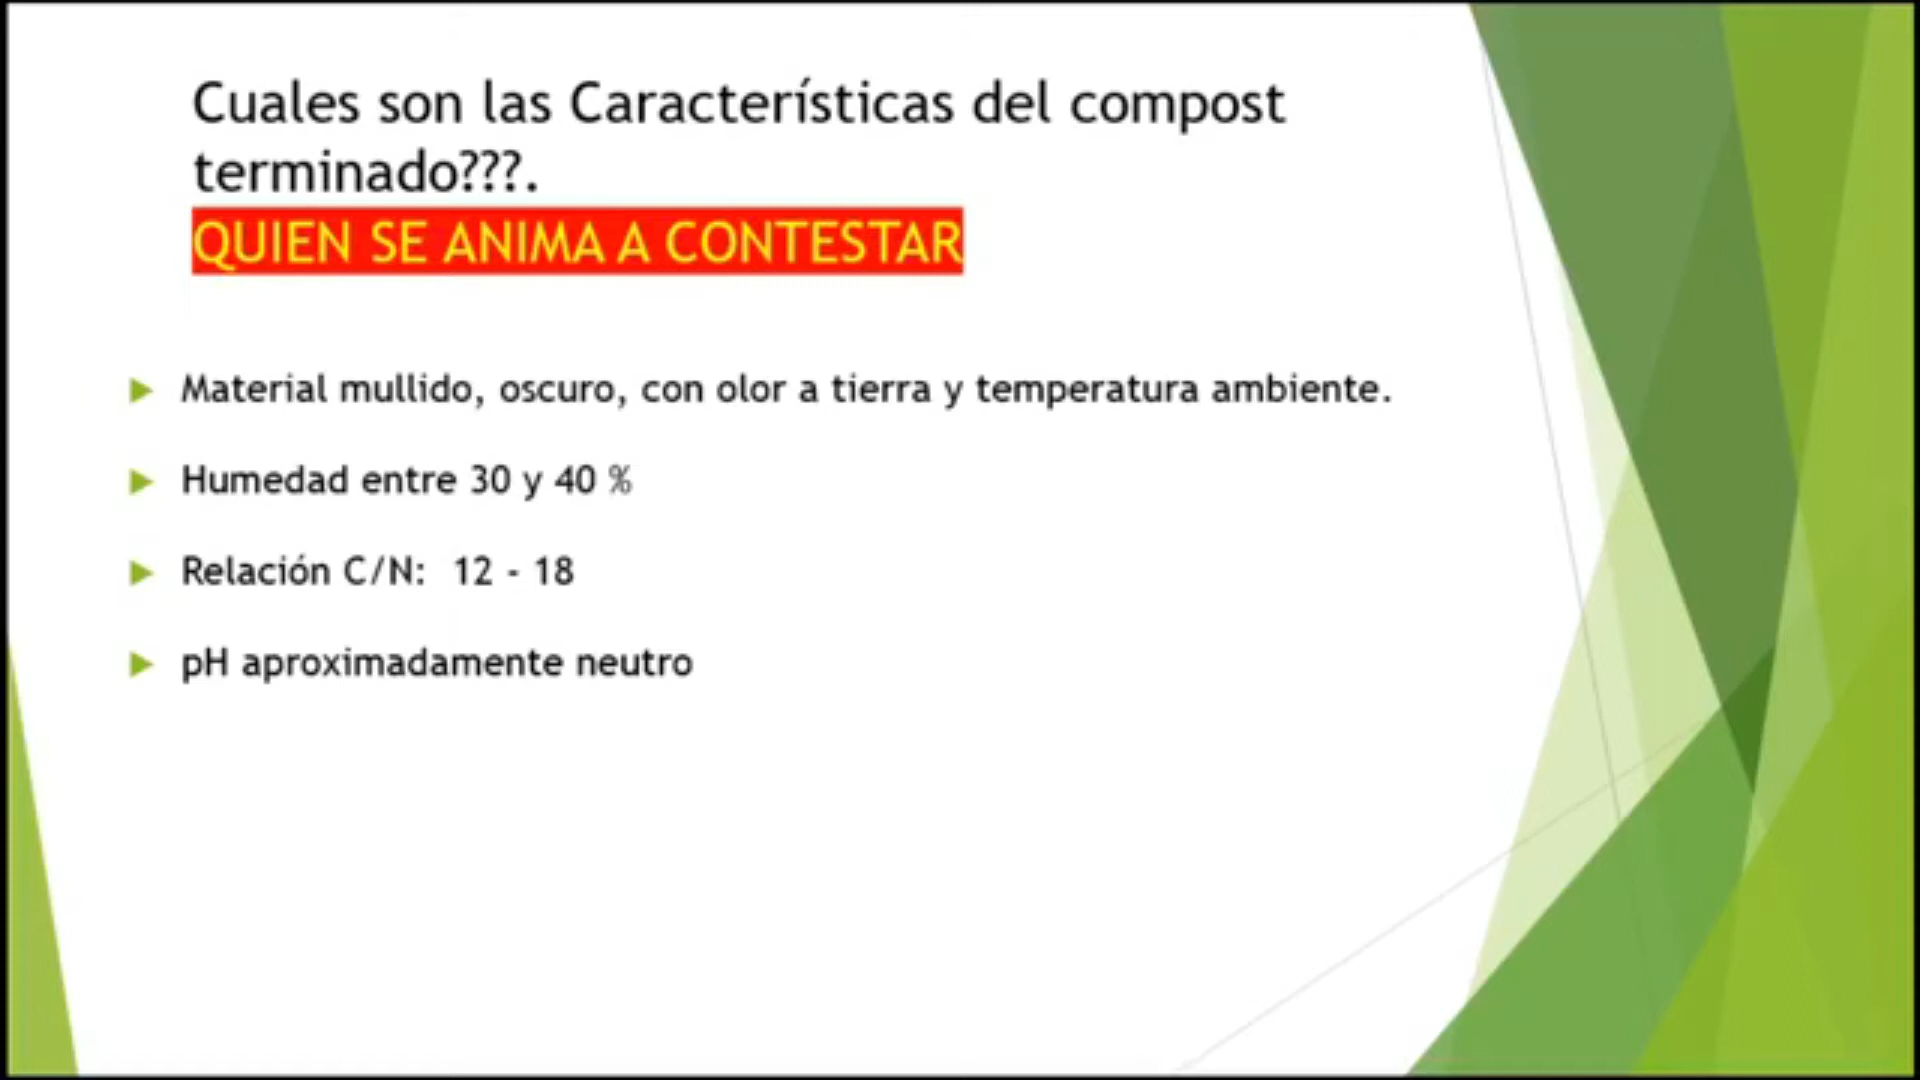 Cuales son las Características del compost
terminado???.
QUIEN SE ANIMA A CONTESTAR
Material mullido, oscuro, con olor a tierra y temperatura ambiente.
Humedad entre 30 y 40 %
Relación C/N: 12 - 18
pH aproximadamente neutro